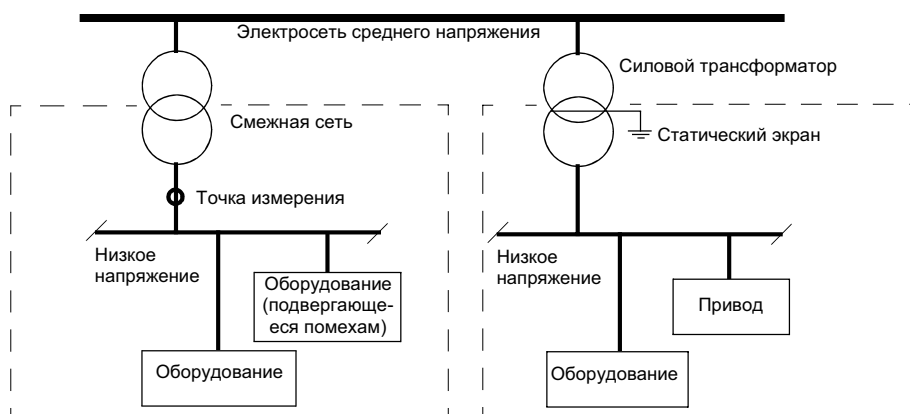 Электросеть среднего напряжения
Силовой трансформатор
Смежная сеть
Статический экран
Точка измерения
Низкое
напряжение
Оборудование
(подвергающе-
еся помехам)
Оборудование
Низкое
напряжение
Привод
Оборудование